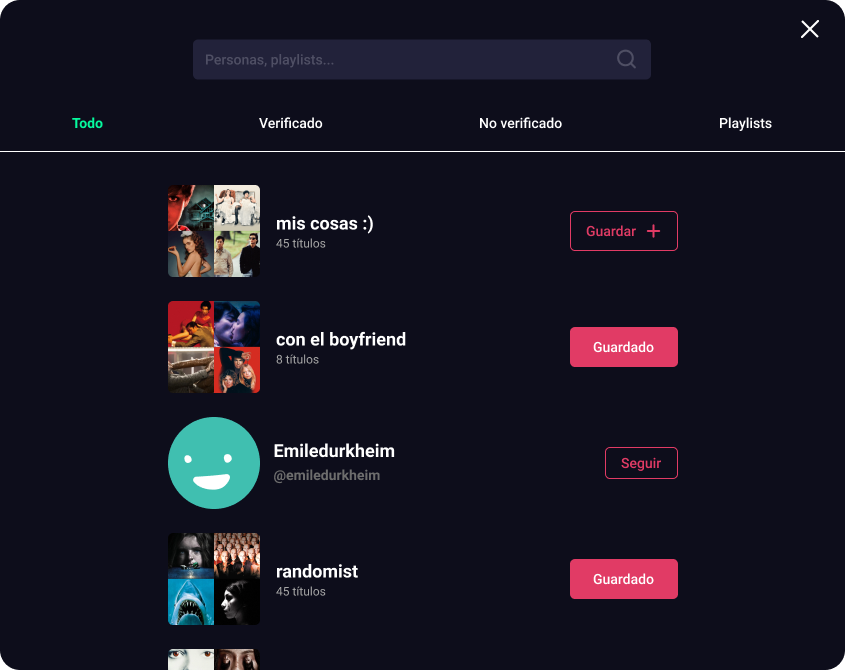 Personas, playlists...
Todo
Verificado
No verificado
Playlists
mis cosas :)
45 títulos
Guardar
con el boyfriend
8 títulos
Guardado
Emiledurkheim
@emiledurkheim
Seguir
randomist
45 títulos
Guardado